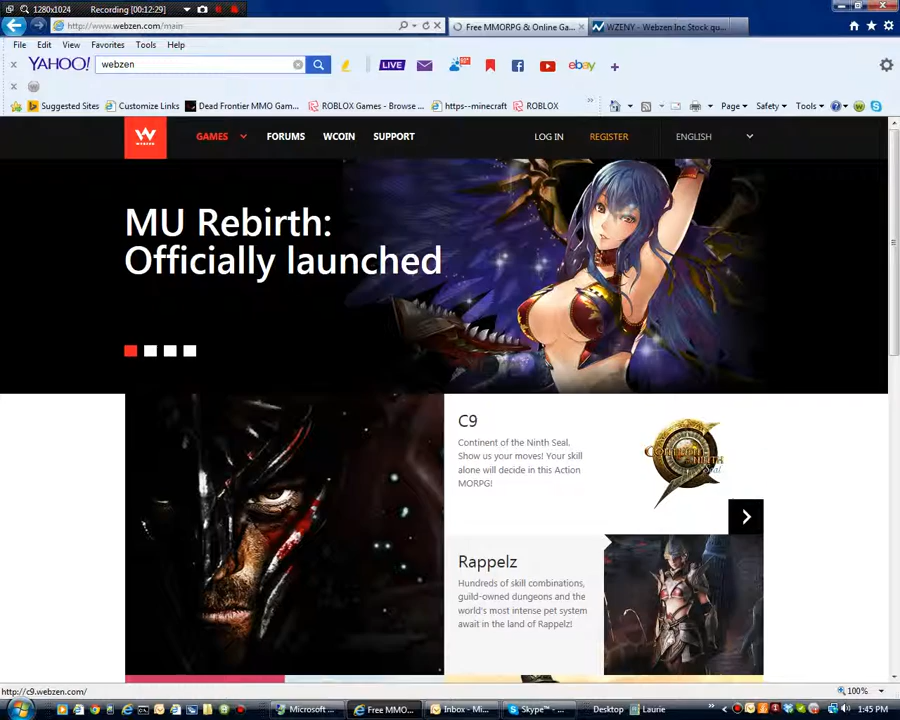 1280x1024 Recording [00:12:29]
http://www.webzen.com/main
Free MMORPG & Online Ga...
WZENY - Webzen Inc Stock qu...
File Edit View Favorites Tools Help
YAHOO! webzen LIVE ebay
Suggested Sites Customize Links Dead Frontier MMO Gam... ROBLOX Games - Browse ... https--minecraft ROBLOX Page Safety Tools
WEBZEN GAMES FORUMS WCOIN SUPPORT LOG IN REGISTER ENGLISH
MU Rebirth:
Officially launched
C9
Continent of the Ninth Seal.
Show us your moves! Your skill
alone will decide in this Action
MORPG!
CONTINENT OF THE NINTH
Seal
Rappelz
Hundreds of skill combinations,
guild-owned dungeons and the
world's most intense pet system
await in the land of Rappelz!
http://c9.webzen.com/
100%
Microsoft ... Free MMO... Inbox - Mi... Skype™ - ... Desktop Laurie 1:45 PM